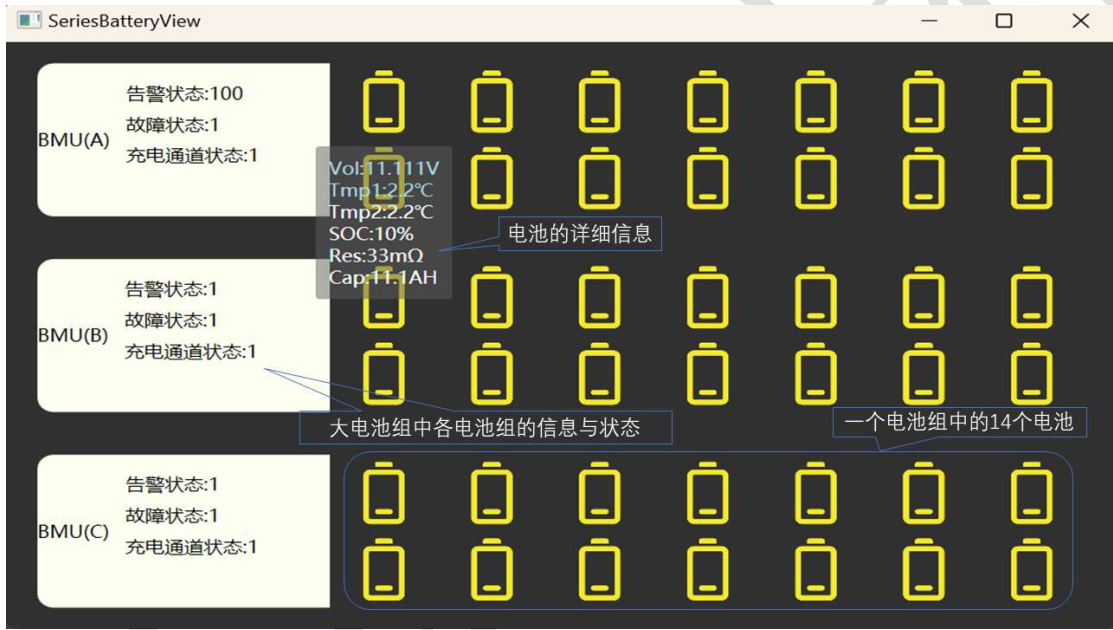 SeriesBatteryView
BMU(A)
告警状态:100
故障状态:1
充电通道状态:1
Vol:11.111V
Tmp1:2.2℃
Tmp2:2.2℃
SOC:10%
Res:33mΩ
Cap:11.1AH
电池的详细信息
BMU(B)
告警状态:1
故障状态:1
充电通道状态:1
大电池组中各电池组的信息与状态
一个电池组中的14个电池
BMU(C)
告警状态:1
故障状态:1
充电通道状态:1